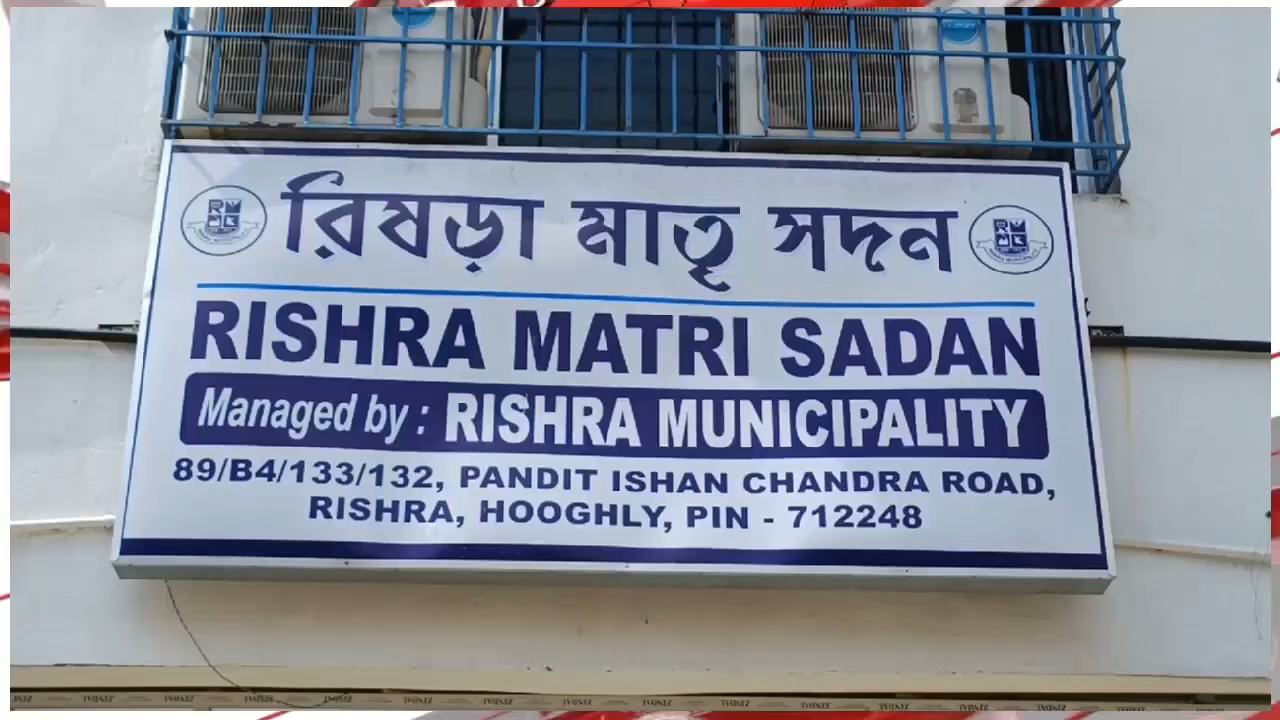 রিষড়া মাতৃ সদন
RISHRA MATRI SADAN
Managed by : RISHRA MUNICIPALITY
89/B4/133/132, PANDIT ISHAN CHANDRA ROAD,
RISHRA, HOOGHLY, PIN - 712248